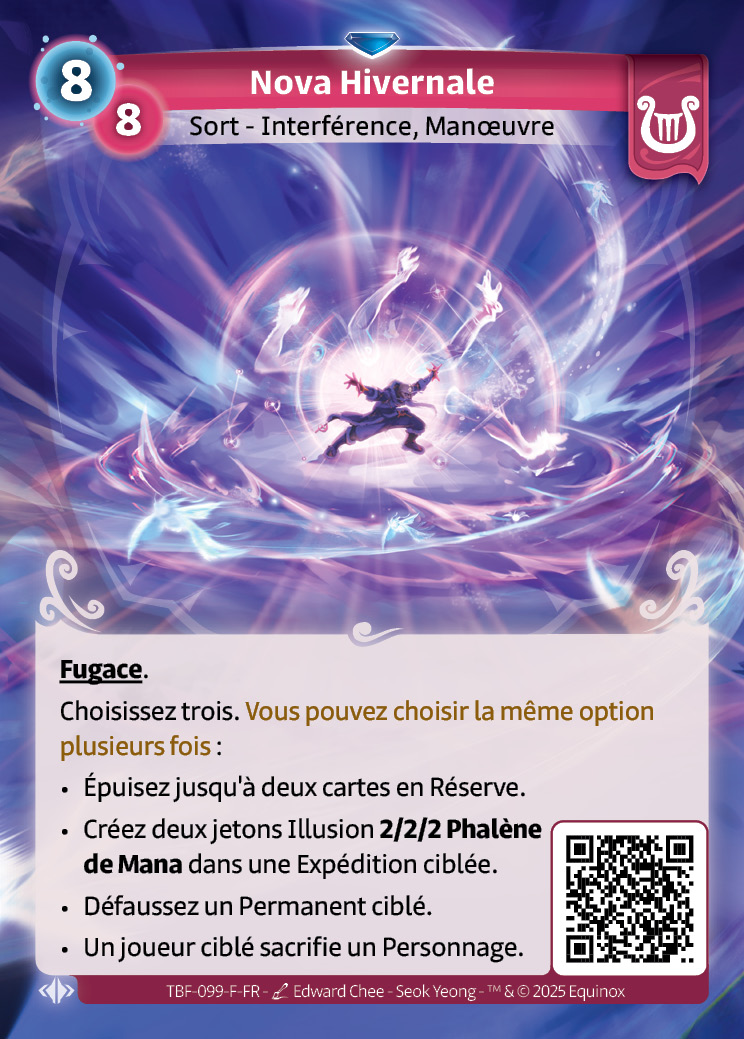 8
Nova Hivernale
8
Sort - Interférence, Manœuvre
Fugace.
Choisissez trois. Vous pouvez choisir la même option
plusieurs fois :
• Épuisez jusqu'à deux cartes en Réserve.
• Créez deux jetons Illusion 2/2/2 Phalène
de Mana dans une Expédition ciblée.
• Défaussez un Permanent ciblé.
• Un joueur ciblé sacrifie un Personnage.
TBF-099-F-FR - Edward Chee - Seok Yeong - ™ & © 2025 Equinox